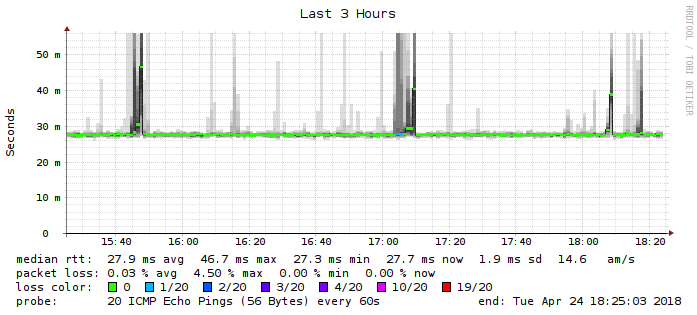 Last 3 Hours
RRDTOOL / TOBI OETIKER
Seconds
50 m
40 m
30 m
20 m
10 m
0
15:40 16:00 16:20 16:40 17:00 17:20 17:40 18:00 18:20
median rtt: 27.9 ms avg 46.7 ms max 27.3 ms min 27.7 ms now 1.9 ms sd 14.6 am/s
packet loss: 0.03 % avg 4.50 % max 0.00 % min 0.00 % now
loss color: 0 1/20 2/20 3/20 4/20 10/20 19/20
probe: 20 ICMP Echo Pings (56 Bytes) every 60s end: Tue Apr 24 18:25:03 2018